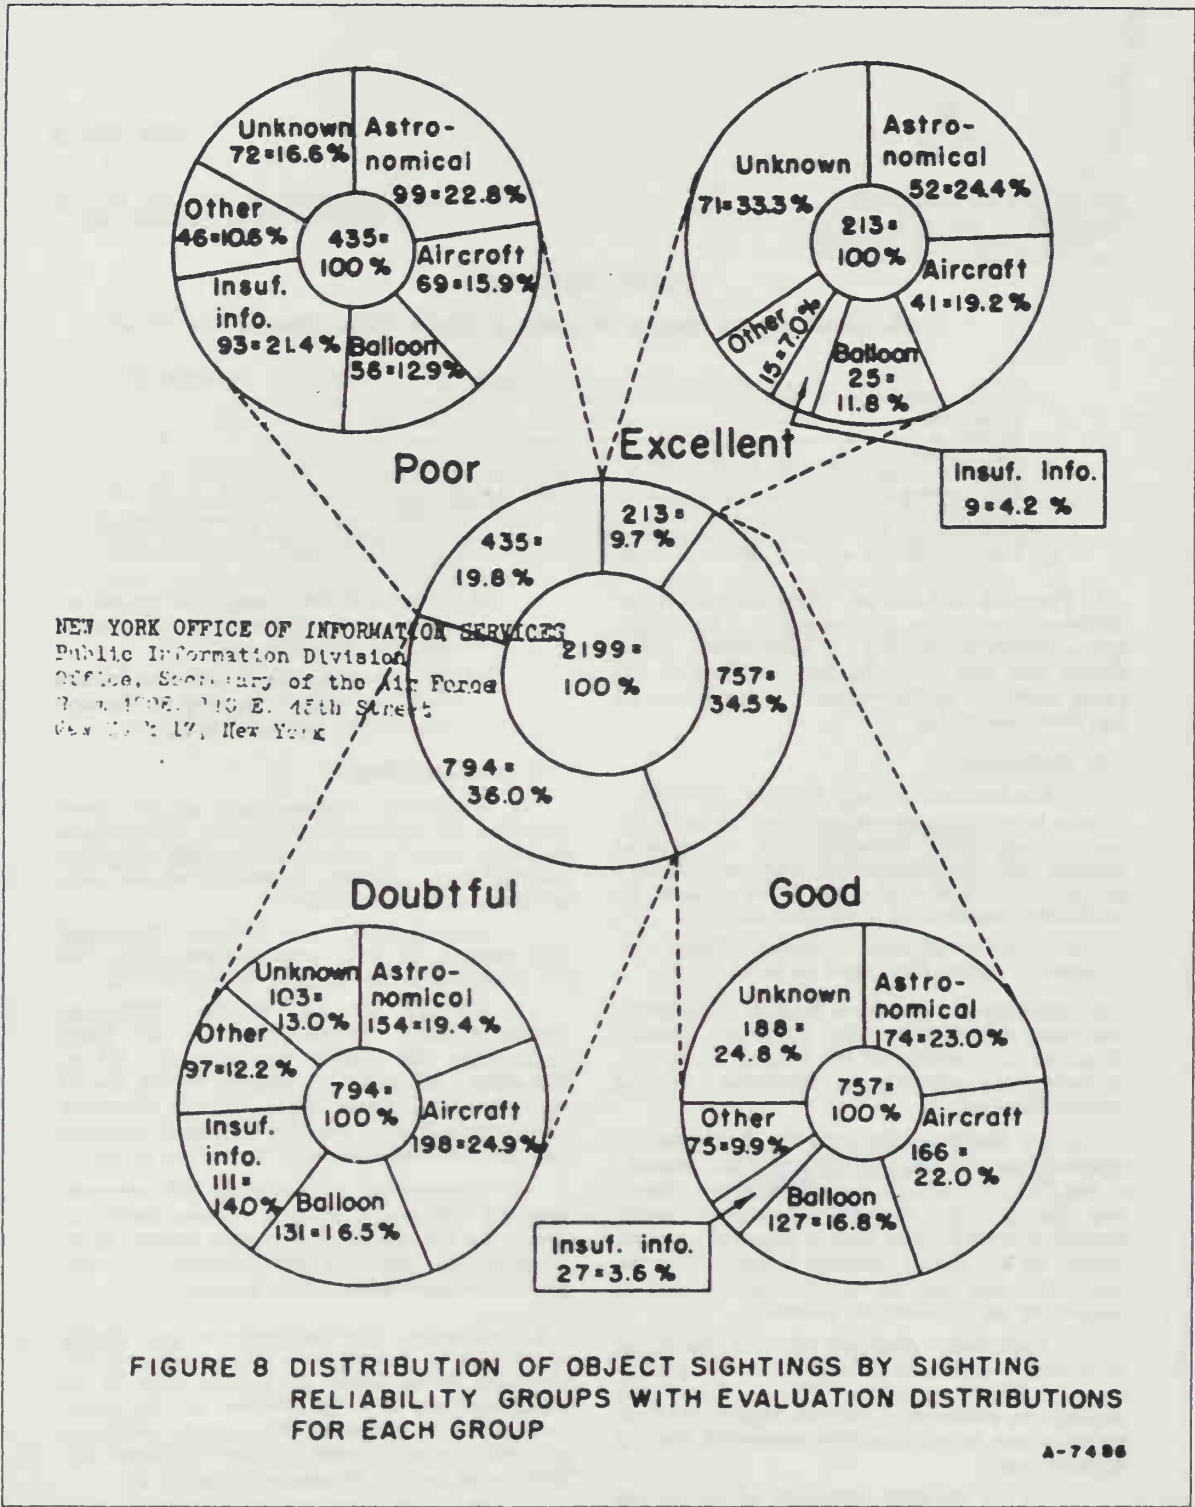 Unknown
72=16.6%
Astro-
nomical
99=22.8%
Other
46=10.6%
435=
100%
Aircraft
69=15.9%
Insuf.
info.
93=21.4%
Balloon
56=12.9%
Poor
Unknown
71=33.3%
Astro-
nomical
52=24.4%
213=
100%
Aircraft
41=19.2%
Other
15=7.0%
Balloon
25=
11.8%
Insuf. Info.
9=4.2%
Excellent
435=
19.8%
213=
9.7%
2199=
100%
757=
34.5%
794=
36.0%
NEW YORK OFFICE OF INFORMATION SERVICES
Public Information Division
Office, Secretary of the Air Force
E. 45th Street
17, New York
Doubtful
Unknown
103=
13.0%
Astro-
nomical
154=19.4%
Other
97=12.2%
794=
100%
Aircraft
198=24.9%
Insuf.
info.
111=
14.0%
Balloon
131=16.5%
Good
Unknown
188=
24.8%
Astro-
nomical
174=23.0%
757=
100%
Other
75=9.9%
Aircraft
166=
22.0%
Balloon
127=16.8%
Insuf. info.
27=3.6%
FIGURE 8 DISTRIBUTION OF OBJECT SIGHTINGS BY SIGHTING
RELIABILITY GROUPS WITH EVALUATION DISTRIBUTIONS
FOR EACH GROUP
A-7486